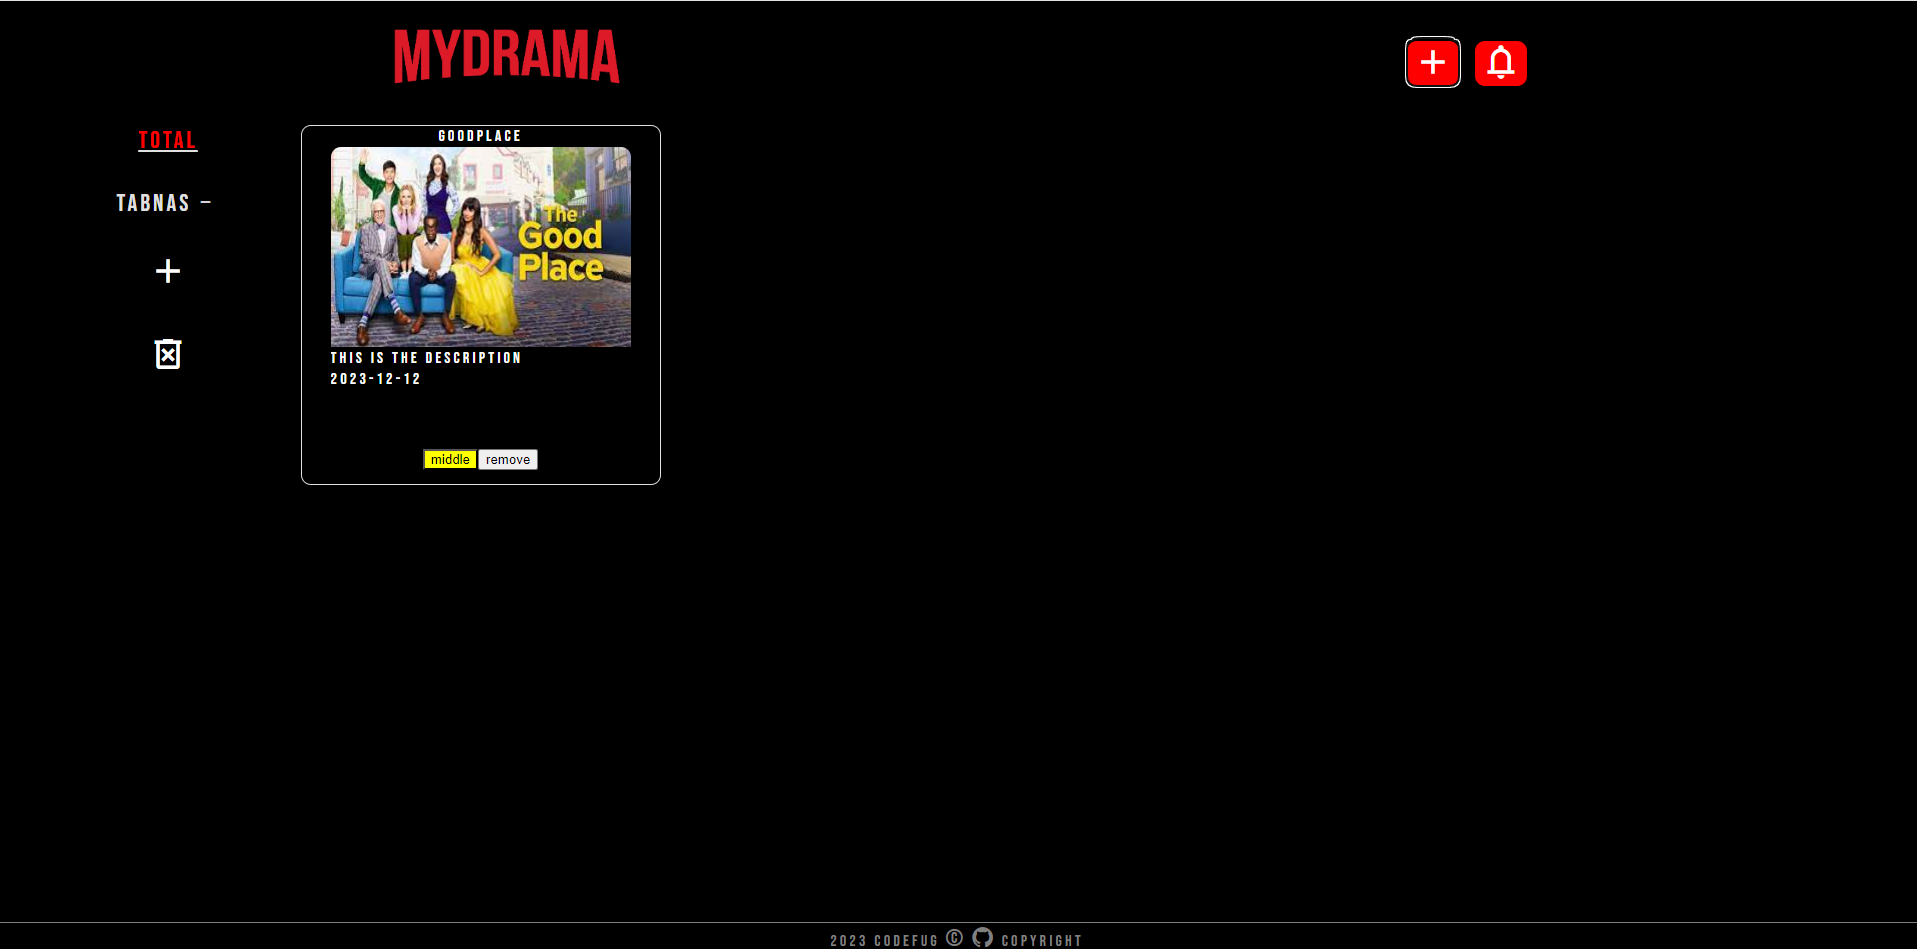 MYDRAMA
TOTAL
TABNAS –
GOODPLACE
The
Good
Place
THIS IS THE DESCRIPTION
2023-12-12
middle remove
2023 CODEFUG © COPYRIGHT